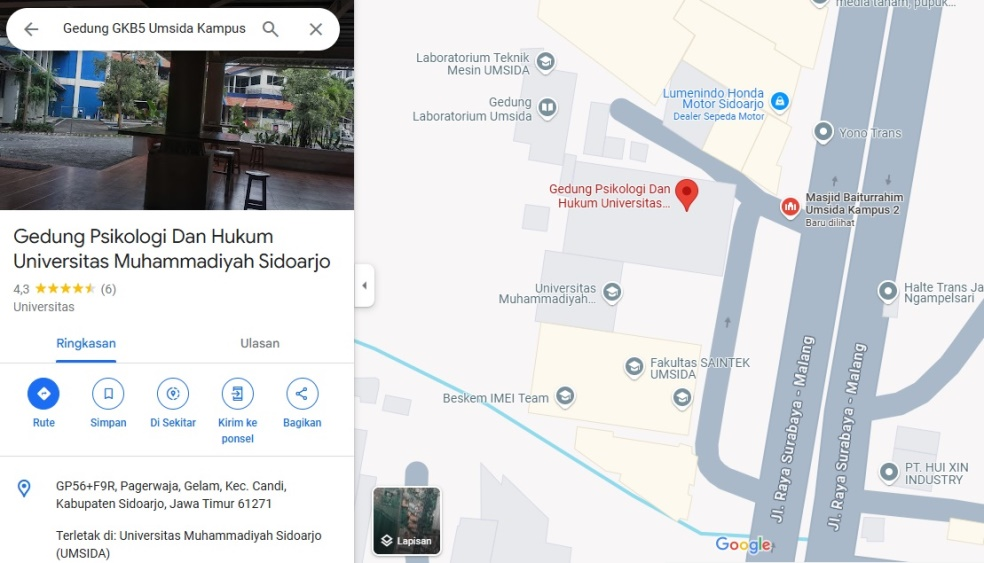 Gedung GKB5 Umsida Kampus
Gedung Psikologi Dan Hukum
Universitas Muhammadiyah Sidoarjo
4,3 (6)
Universitas
Ringkasan
Ulasan
Rute
Simpan
Di Sekitar
Kirim ke
ponsel
Bagikan
GP56+F9R, Pagerwaja, Gelam, Kec. Candi,
Kabupaten Sidoarjo, Jawa Timur 61271
Terletak di: Universitas Muhammadiyah Sidoarjo
(UMSIDA)
media tanam, pupuk...
Laboratorium Teknik
Mesin UMSIDA
Gedung
Laboratorium Umsida
Lumenindo Honda
Motor Sidoarjo
Dealer Sepeda Motor
Yono Trans
Gedung Psikologi Dan
Hukum Universitas...
Masjid Baiturrahim
Umsida Kampus 2
Baru dilihat
Universitas
Muhammadiyah...
Halte Trans Ja
Ngampelsari
Fakultas SAINTEK
UMSIDA
Beskem IMEI Team
Jl. Raya Surabaya - Malang
Jl. Raya Surabaya - Malang
PT. HUI XIN
INDUSTRY
Lapisan
Google